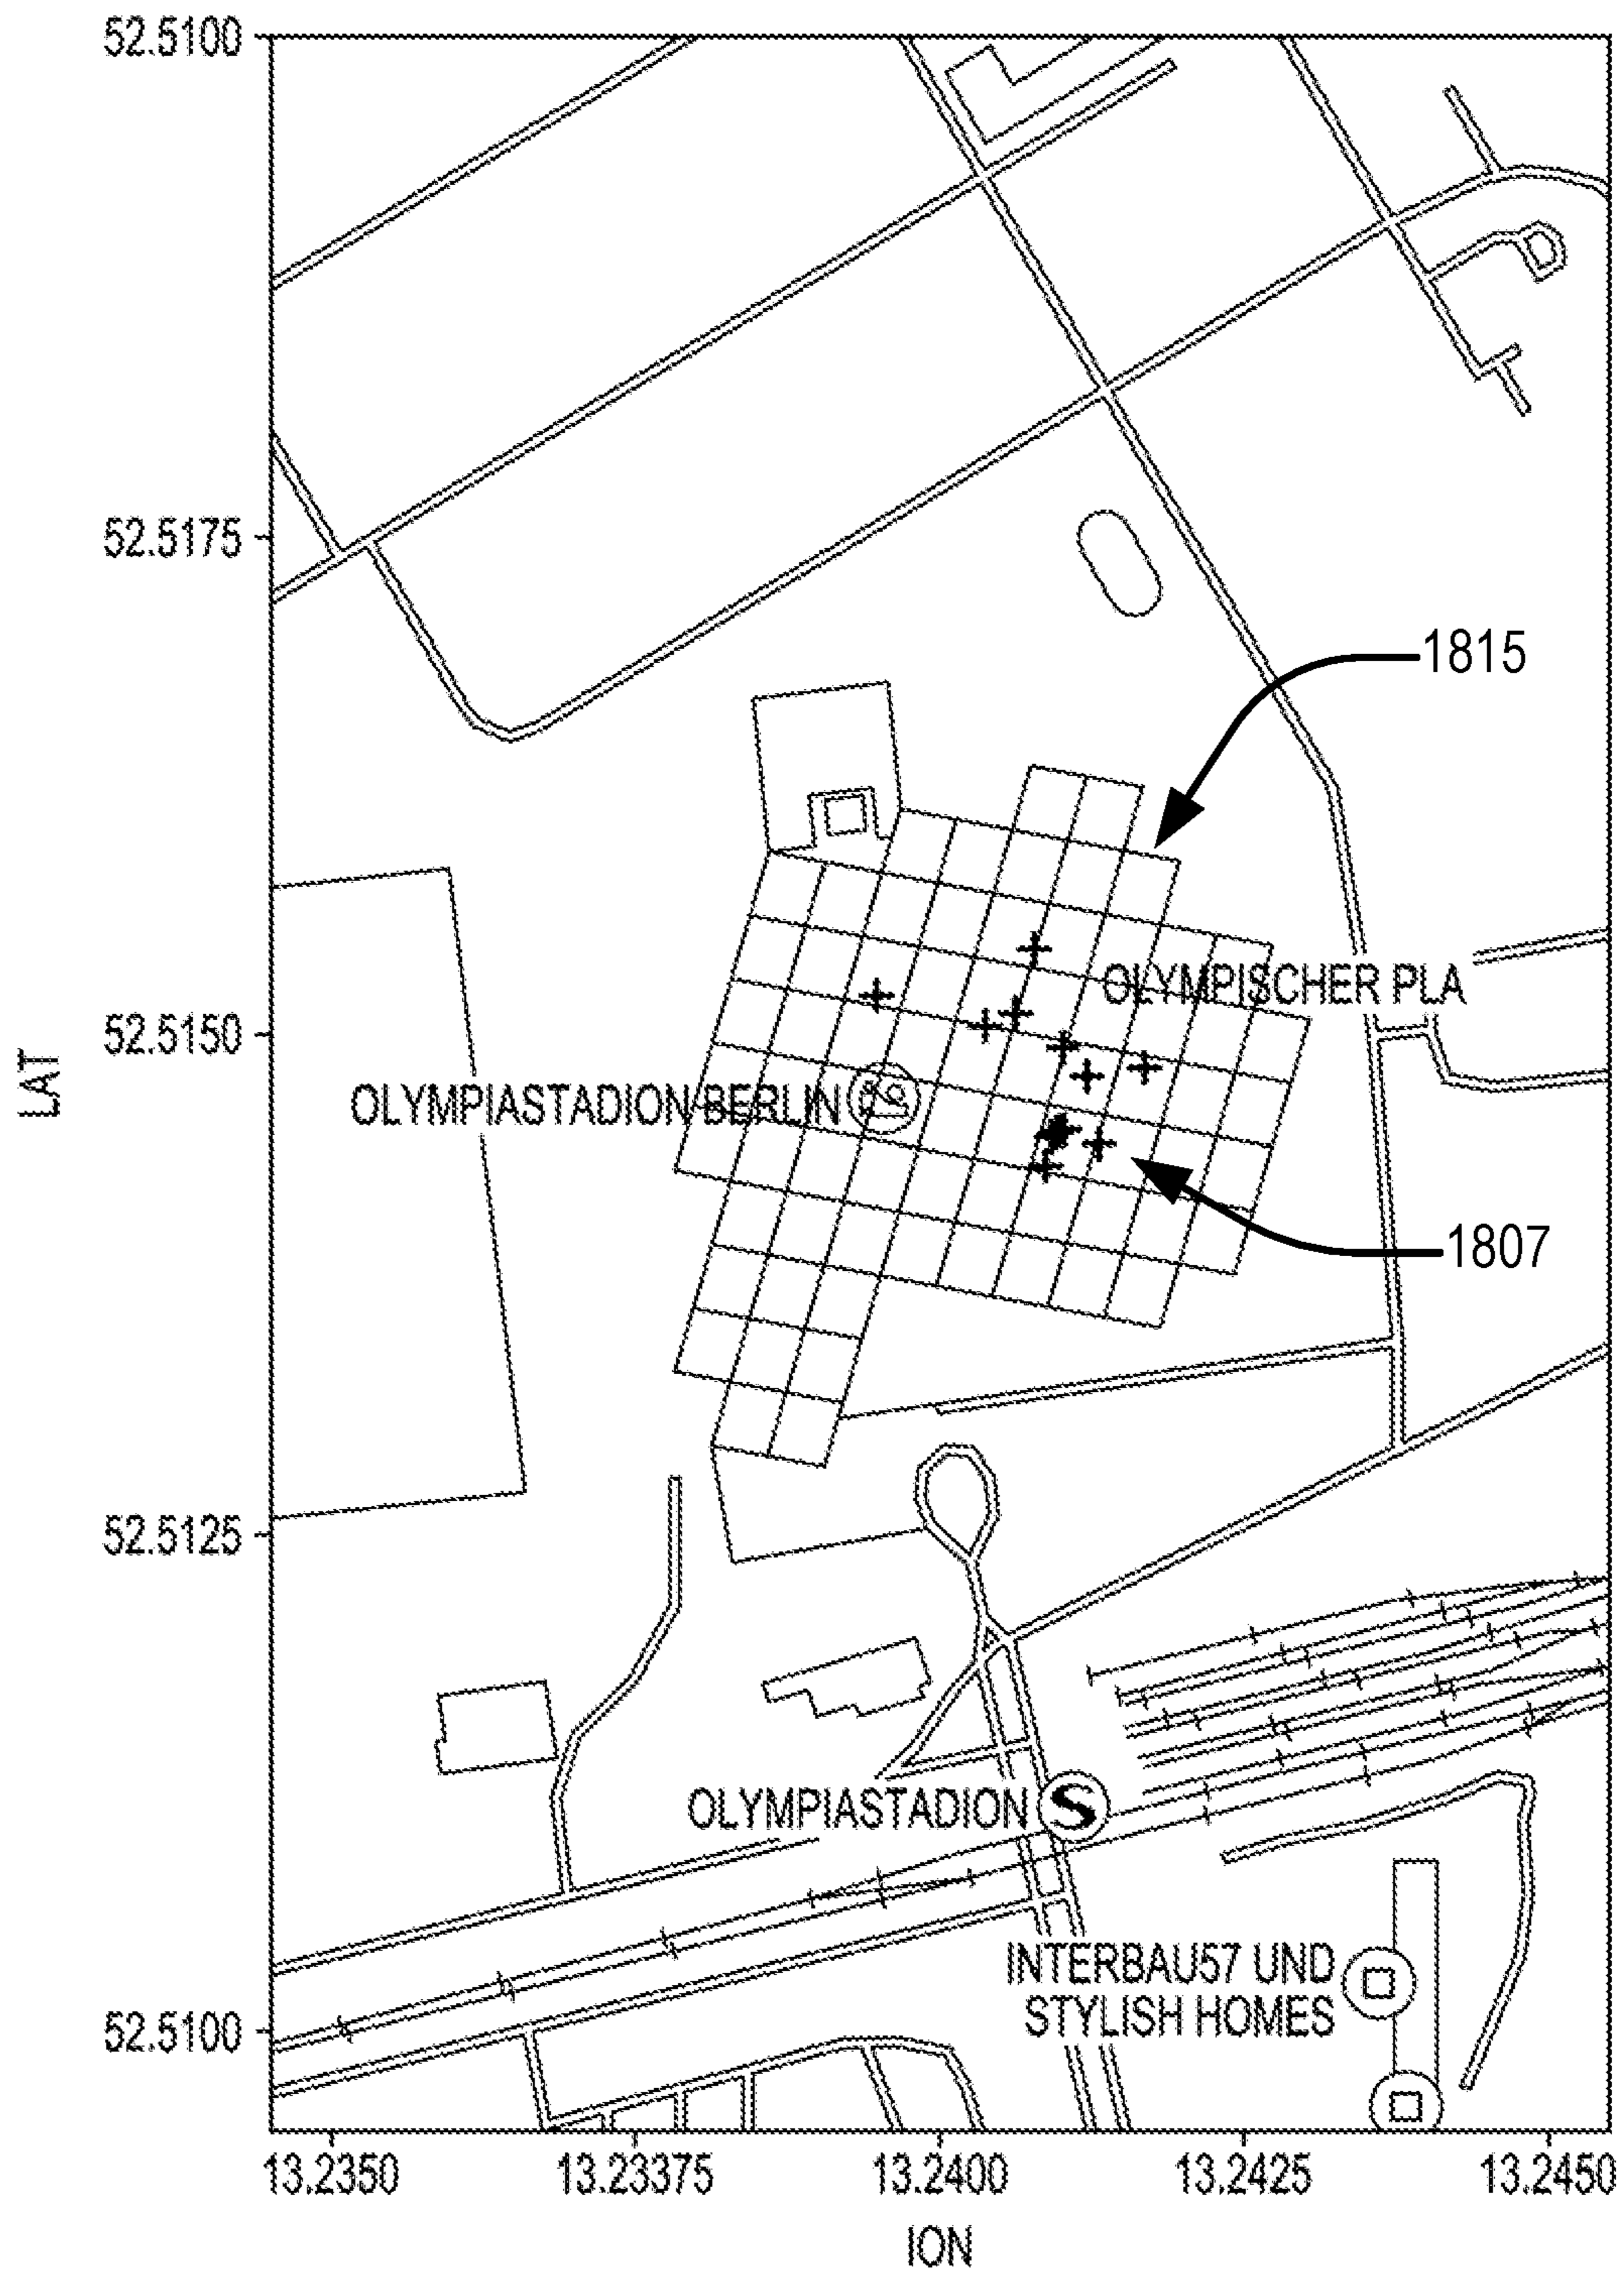 52.5100
52.5175
1815
OLYMPISCHER PLA
52.5150
LAT
OLYMPIASTADION BERLIN
1807
52.5125
OLYMPIASTADION
S
INTERBAU57 UND
STYLISH HOMES
52.5100
13.2350
13.23375
13.2400
13.2425
13.2450
ION